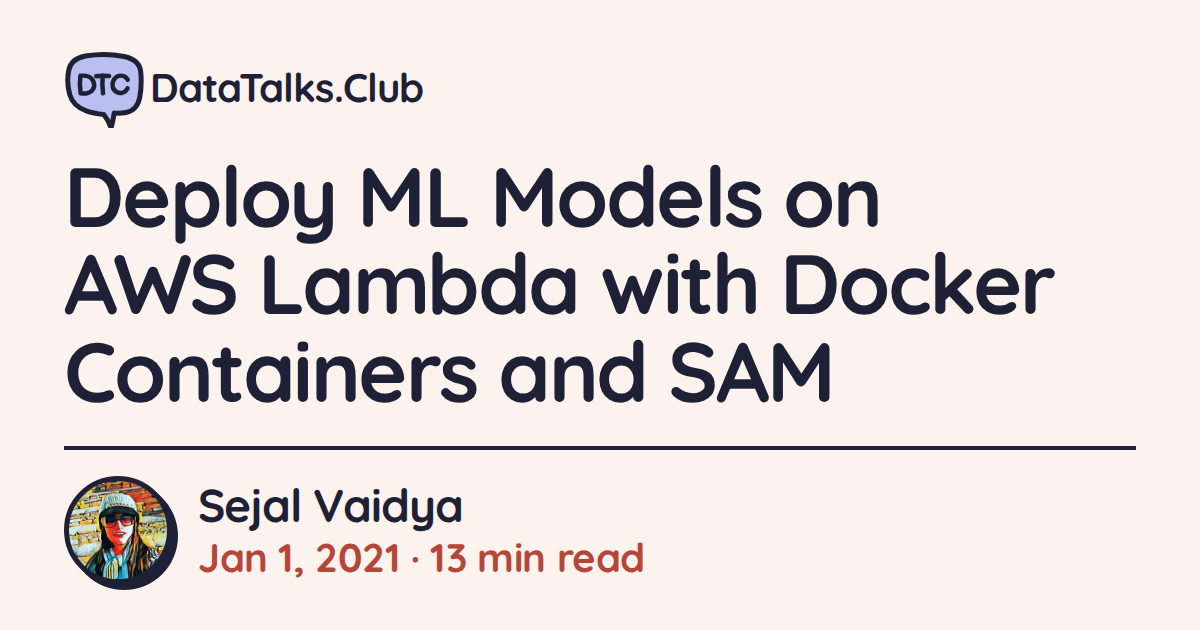 DTC DataTalks.Club
Deploy ML Models on
AWS Lambda with Docker
Containers and SAM
Sejal Vaidya
Jan 1, 2021 · 13 min read